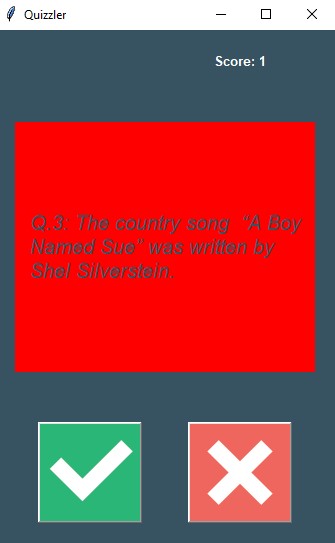 Quizzler
Score: 1
Q.3: The country song  "A Boy
Named Sue" was written by
Shel Silverstein.